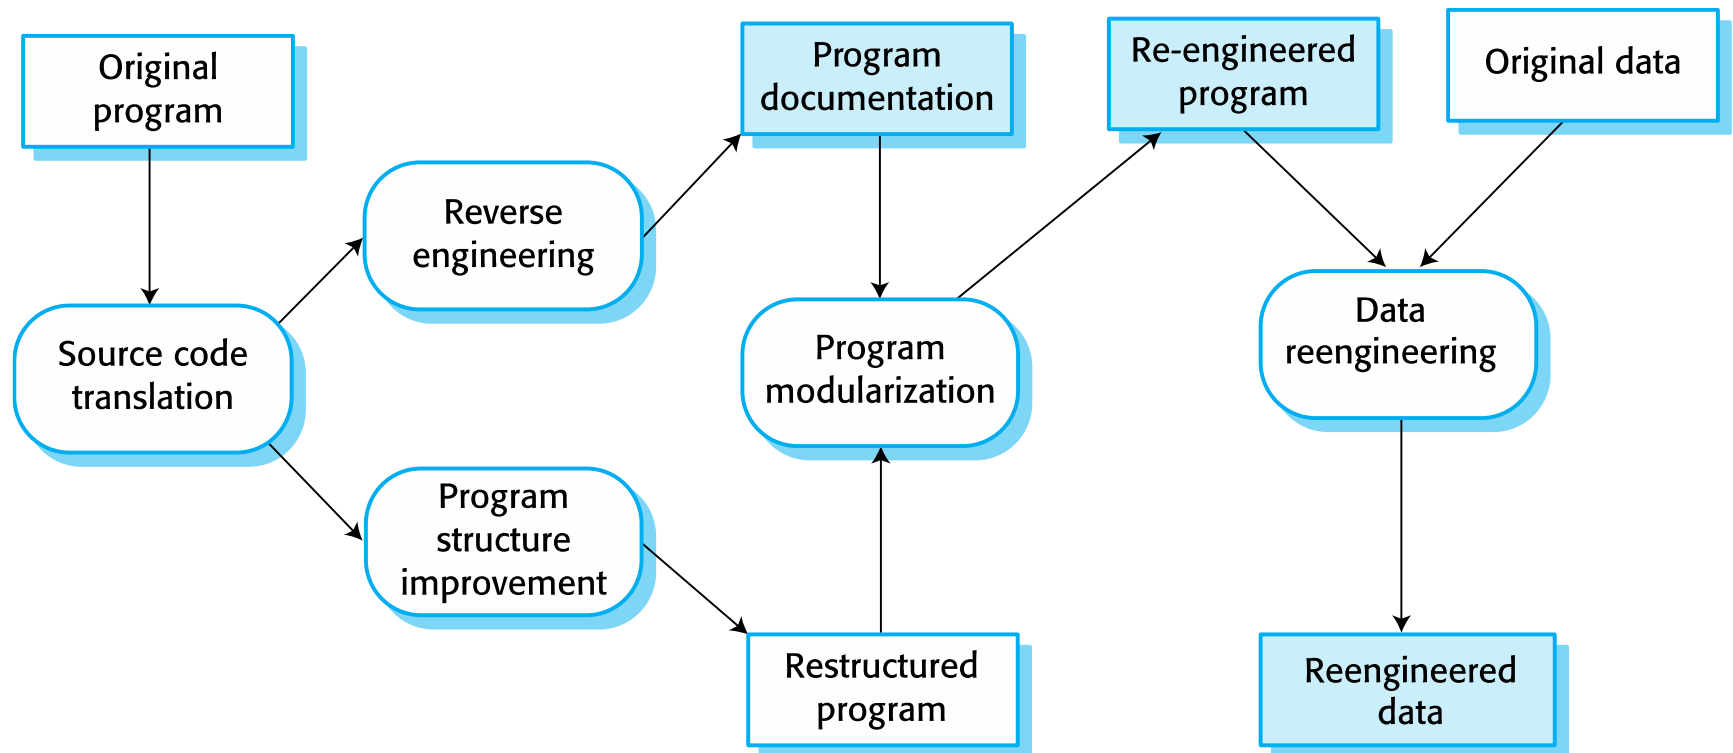 Original
program
Program
documentation
Re-engineered
program
Original data
Reverse
engineering
Source code
translation
Program
modularization
Data
reengineering
Program
structure
improvement
Restructured
program
Reengineered
data